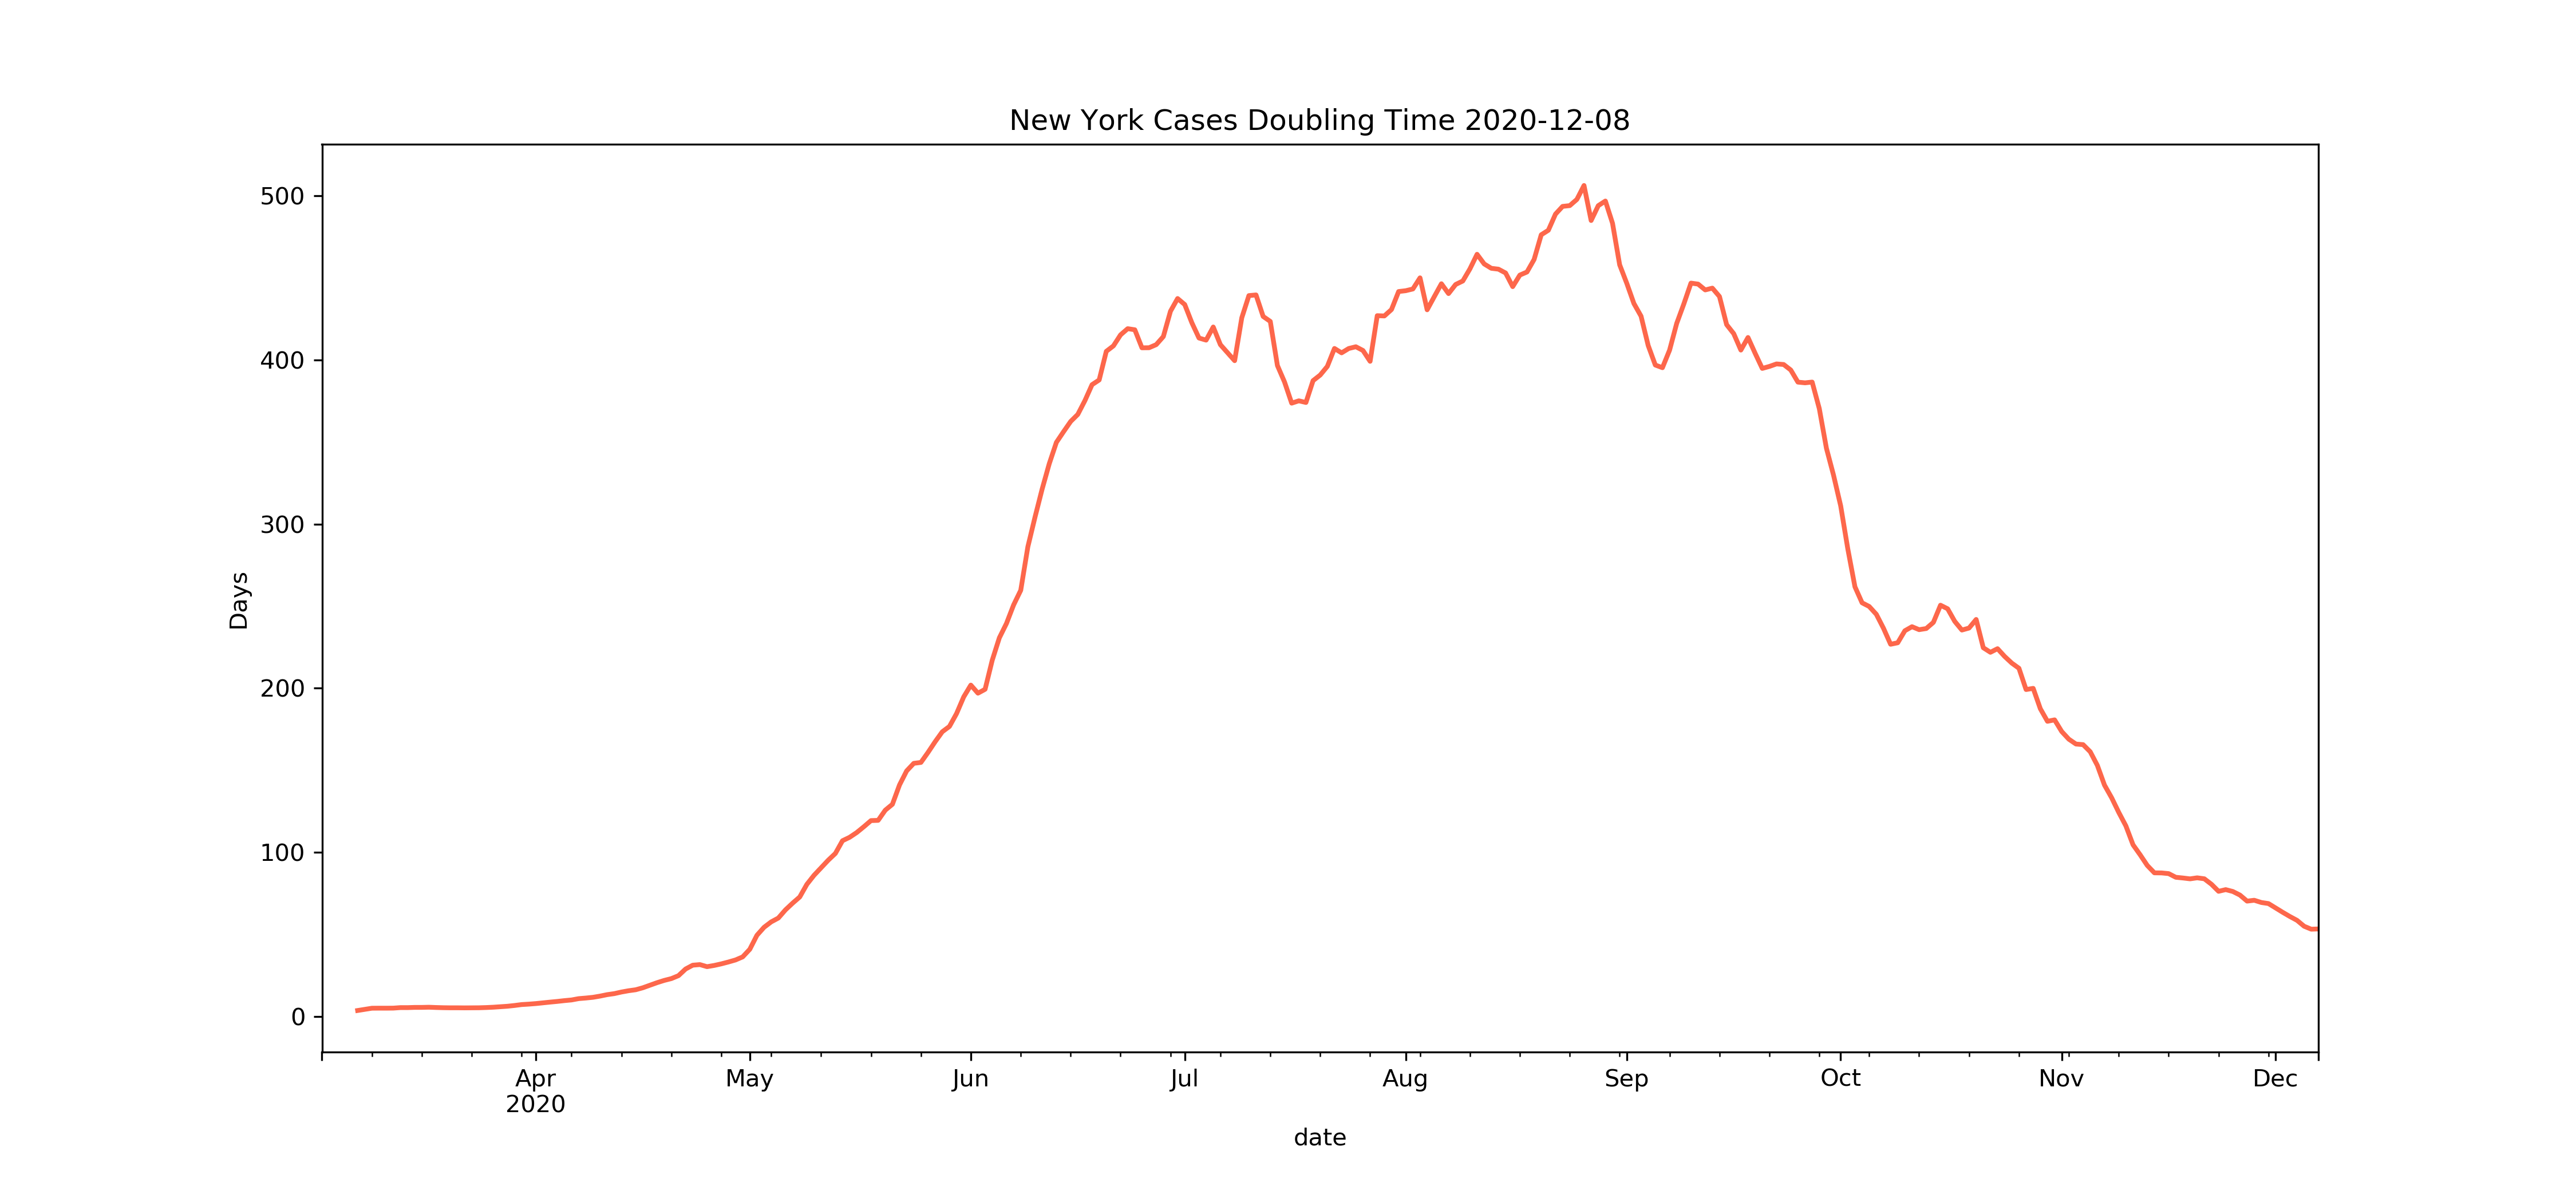 New York Cases Doubling Time 2020-12-08
500
400
300
200
100
0
Days
Apr May Jun Jul Aug Sep Oct Nov Dec
2020
date